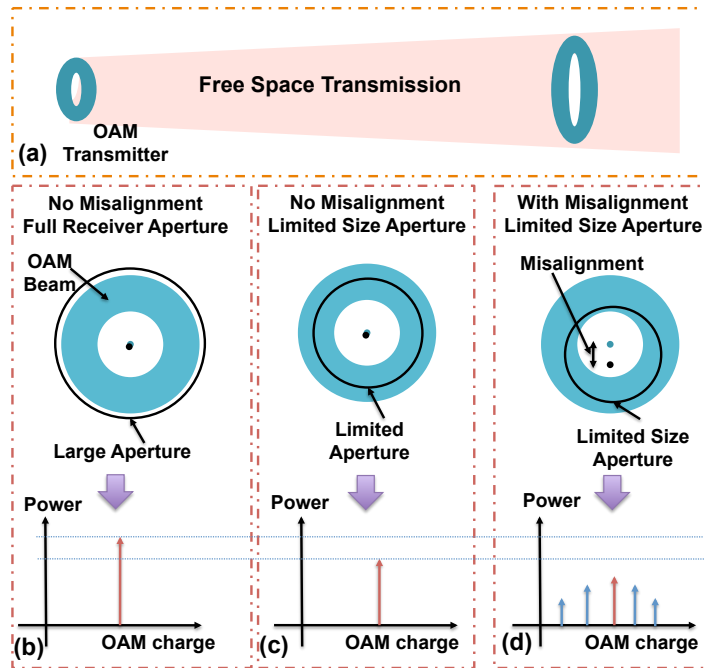 Free Space Transmission
OAM
Transmitter
(a)
No Misalignment
Full Receiver Aperture
OAM
Beam
Large Aperture
Power
OAM charge
(b)
No Misalignment
Limited Size Aperture
Limited
Aperture
Power
OAM charge
(c)
With Misalignment
Limited Size Aperture
Misalignment
Limited Size
Aperture
Power
OAM charge
(d)